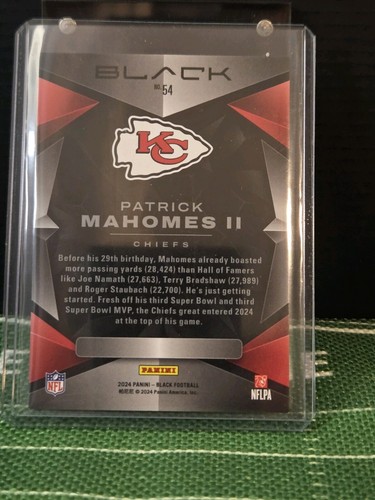 BLACK
NO. 54
KC
PATRICK
MAHOMES II
CHIEFS
Before his 29th birthday, Mahomes already boasted
more passing yards (28,424) than Hall of Famers
like Joe Namath (27,663), Terry Bradshaw (27,989)
and Roger Staubach (22,700). He's just getting
started. Fresh off his third Super Bowl and third
Super Bowl MVP, the Chiefs great entered 2024
at the top of his game.
NFL
PANINI
NFLPA
2024 PANINI – BLACK FOOTBALL
© 2024 Panini America, Inc.